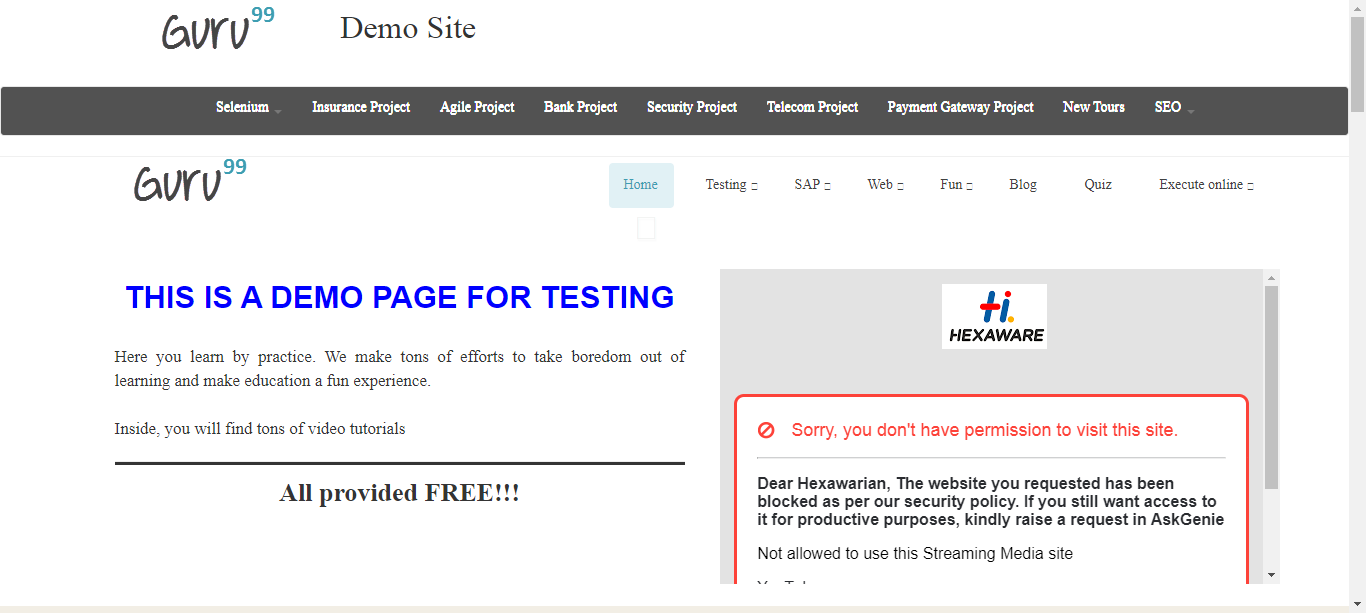 Guru99
Demo Site
Selenium Insurance Project Agile Project Bank Project Security Project Telecom Project Payment Gateway Project New Tours SEO
Guru99
Home Testing SAP Web Fun Blog Quiz Execute online
THIS IS A DEMO PAGE FOR TESTING
Here you learn by practice. We make tons of efforts to take boredom out of
learning and make education a fun experience.
Inside, you will find tons of video tutorials
All provided FREE!!!
Hi.
HEXAWARE
Sorry, you don't have permission to visit this site.
Dear Hexawarian, The website you requested has been
blocked as per our security policy. If you still want access to
it for productive purposes, kindly raise a request in AskGenie
Not allowed to use this Streaming Media site